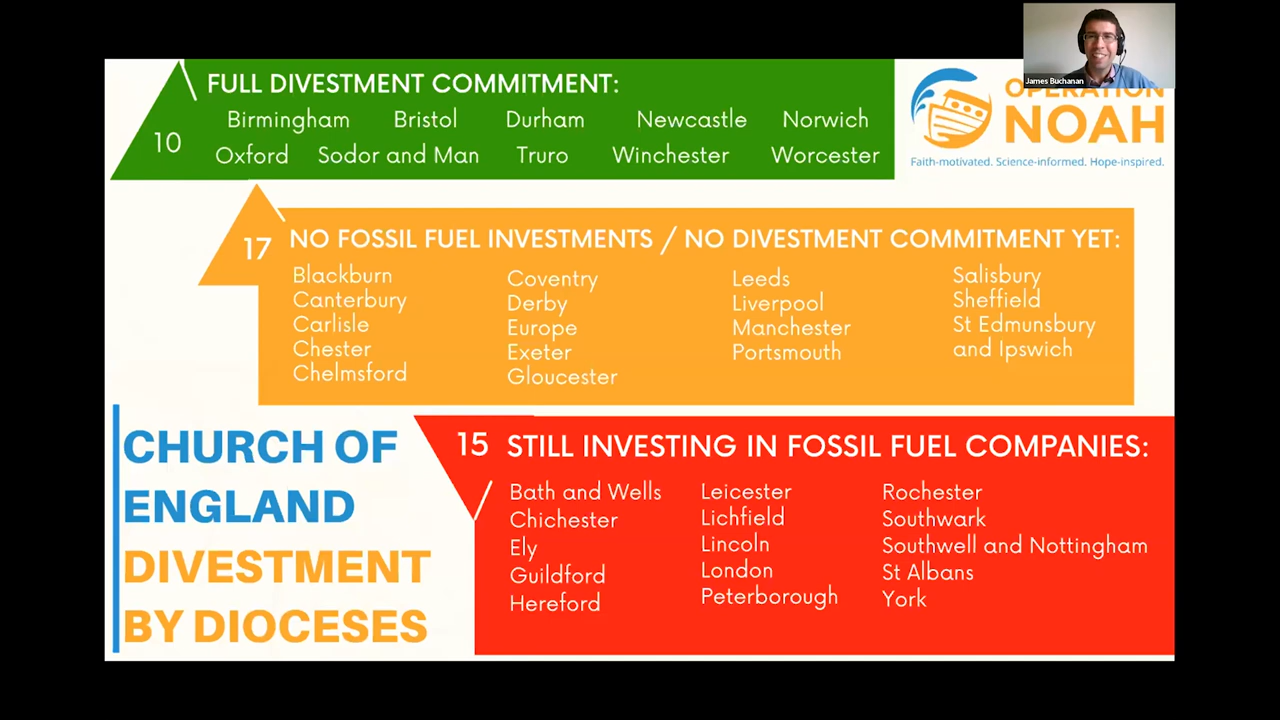 James Buchanan
OPERATION
NOAH
Faith-motivated. Science-informed. Hope-inspired.
FULL DIVESTMENT COMMITMENT:
10
Birmingham Bristol Durham Newcastle Norwich
Oxford Sodor and Man Truro Winchester Worcester
17
NO FOSSIL FUEL INVESTMENTS / NO DIVESTMENT COMMITMENT YET:
Blackburn
Canterbury
Carlisle
Chester
Chelmsford
Coventry
Derby
Europe
Exeter
Gloucester
Leeds
Liverpool
Manchester
Portsmouth
Salisbury
Sheffield
St Edmunsbury
and Ipswich
CHURCH OF
ENGLAND
DIVESTMENT
BY DIOCESES
15 STILL INVESTING IN FOSSIL FUEL COMPANIES:
Bath and Wells
Chichester
Ely
Guildford
Hereford
Leicester
Lichfield
Lincoln
London
Peterborough
Rochester
Southwark
Southwell and Nottingham
St Albans
York